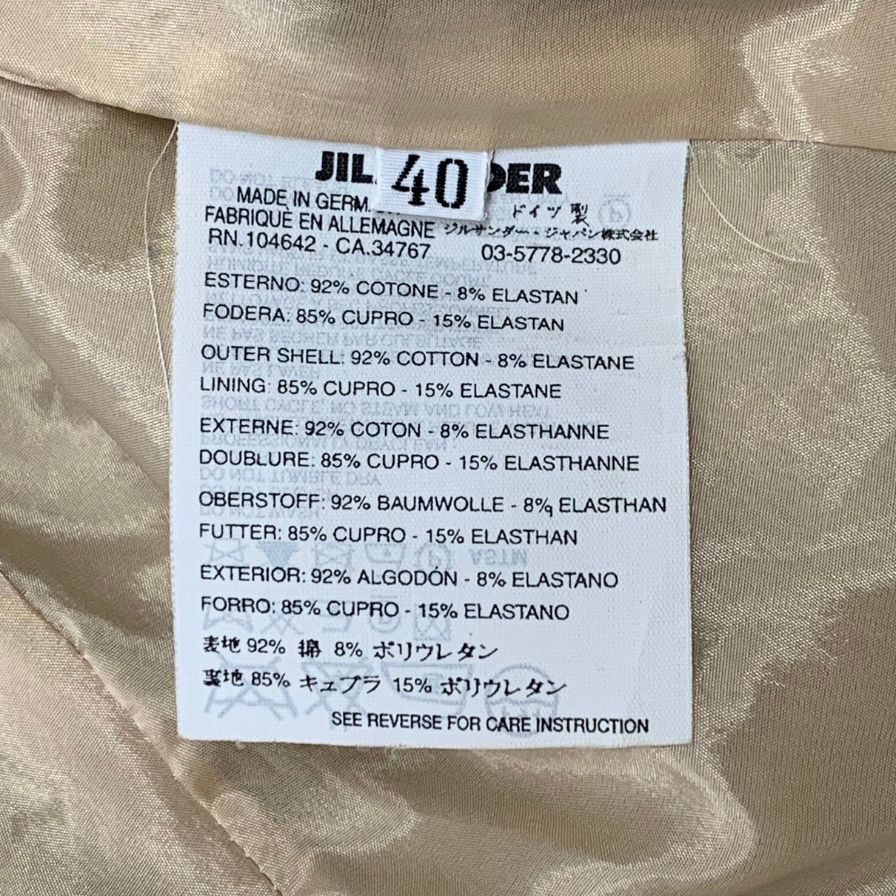 JIL 40 DER
MADE IN GERM
ドイツ製
FABRIQUE EN ALLEMAGNE ジルサンダー・ジャパン株式会社
RN.104642 - CA.34767 03-5778-2330
ESTERNO: 92% COTONE - 8% ELASTAN
FODERA: 85% CUPRO - 15% ELASTAN
OUTER SHELL: 92% COTTON - 8% ELASTANE
LINING: 85% CUPRO - 15% ELASTANE
EXTERNE: 92% COTON - 8% ELASTHANNE
DOUBLURE: 85% CUPRO - 15% ELASTHANNE
OBERSTOFF: 92% BAUMWOLLE - 8% ELASTHAN
FUTTER: 85% CUPRO - 15% ELASTHAN
EXTERIOR: 92% ALGODÓN - 8% ELASTANO
FORRO: 85% CUPRO - 15% ELASTANO
表地 92% 綿 8% ポリウレタン
裏地 85% キュプラ 15% ポリウレタン
SEE REVERSE FOR CARE INSTRUCTION